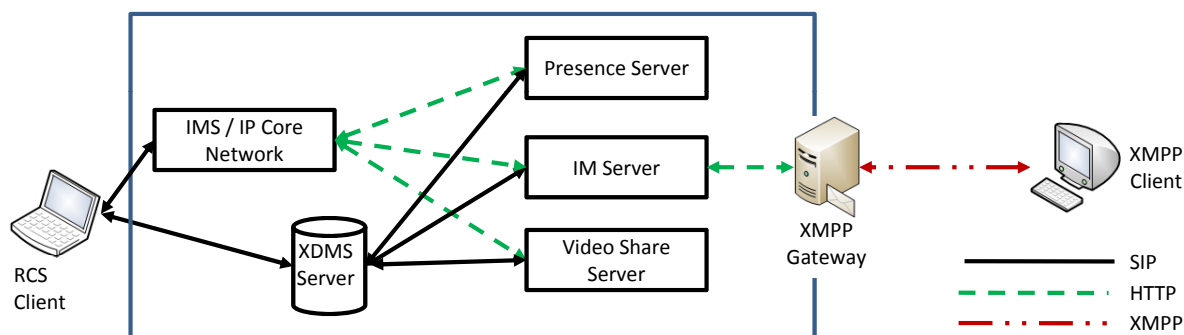 Presence Server
IMS / IP Core
Network
IM Server
XMPP
Client
XDMS
Server
Video Share
Server
XMPP
Gateway
RCS
Client
SIP
HTTP
XMPP